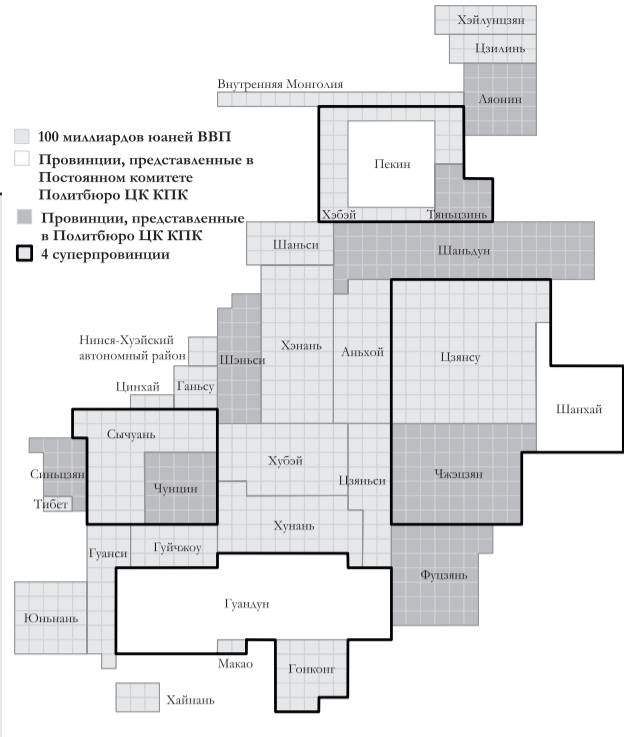 Хэйлунцзян
Цзилинь
Внутренняя Монголия
Ляонин
100 миллиардов юаней ВВП
Провинции, представленные в
Постоянном комитете
Политбюро ЦК КПК
Провинции, представленные
в Политбюро ЦК КПК
4 суперпровинции
Пекин
Хэбэй
Тяньцзинь
Шаньси
Шаньдун
Нинся-Хуэйский
автономный район
Шэньси
Хэнань
Аньхой
Цзянсу
Цинхай
Ганьсу
Шанхай
Сычуань
Синьцзян
Чунцин
Хубэй
Цзяньси
Чжэцзян
Тибет
Хунань
Гуанси
Гуйчжоу
Фуцзянь
Юньнань
Гуандун
Макао
Гонконг
Хайнань